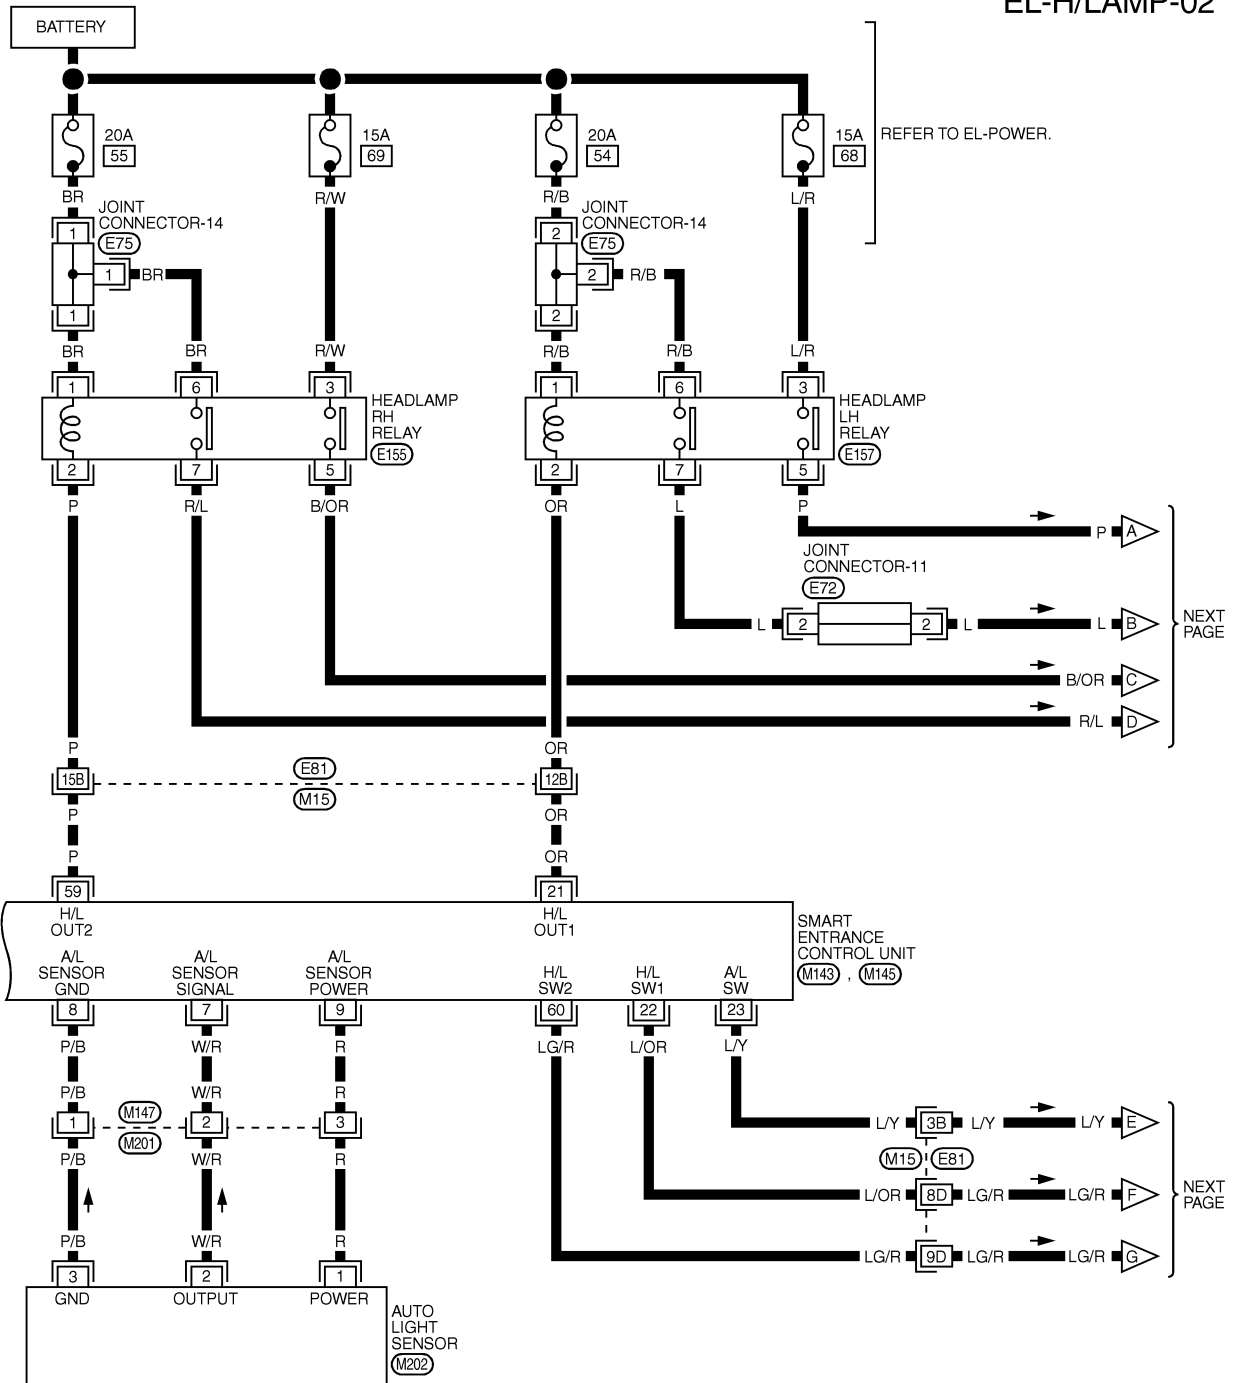 EL-H/LAMP-02
BATTERY
20A
55
15A
69
20A
54
15A
68
REFER TO EL-POWER.
BR
R/W
R/B
L/R
JOINT
CONNECTOR-14
E75
1
1
BR
1
JOINT
CONNECTOR-14
E75
2
2
R/B
2
BR
BR
R/W
R/B
R/B
L/R
1
6
3
HEADLAMP
RH
RELAY
E155
1
6
3
HEADLAMP
LH
RELAY
E157
2
7
5
2
7
5
P
R/L
B/OR
OR
L
P
P
A
JOINT
CONNECTOR-11
E72
L
2
2
L
L
B
B/OR
C
R/L
D
NEXT
PAGE
P
OR
15B
E81
M15
12B
P
OR
P
OR
59
21
H/L
OUT2
H/L
OUT1
SMART
ENTRANCE
CONTROL UNIT
M143 , M145
A/L
SENSOR
GND
A/L
SENSOR
SIGNAL
A/L
SENSOR
POWER
H/L
SW2
H/L
SW1
A/L
SW
8
7
9
60
22
23
P/B
W/R
R
LG/R
L/OR
L/Y
P/B
W/R
R
1
M147
M201
2
3
L/Y
3B
L/Y
L/Y
E
P/B
W/R
R
M15
E81
L/OR
8D
LG/R
LG/R
F
NEXT
PAGE
P/B
W/R
R
LG/R
9D
LG/R
LG/R
G
3
2
1
GND
OUTPUT
POWER
AUTO
LIGHT
SENSOR
M202